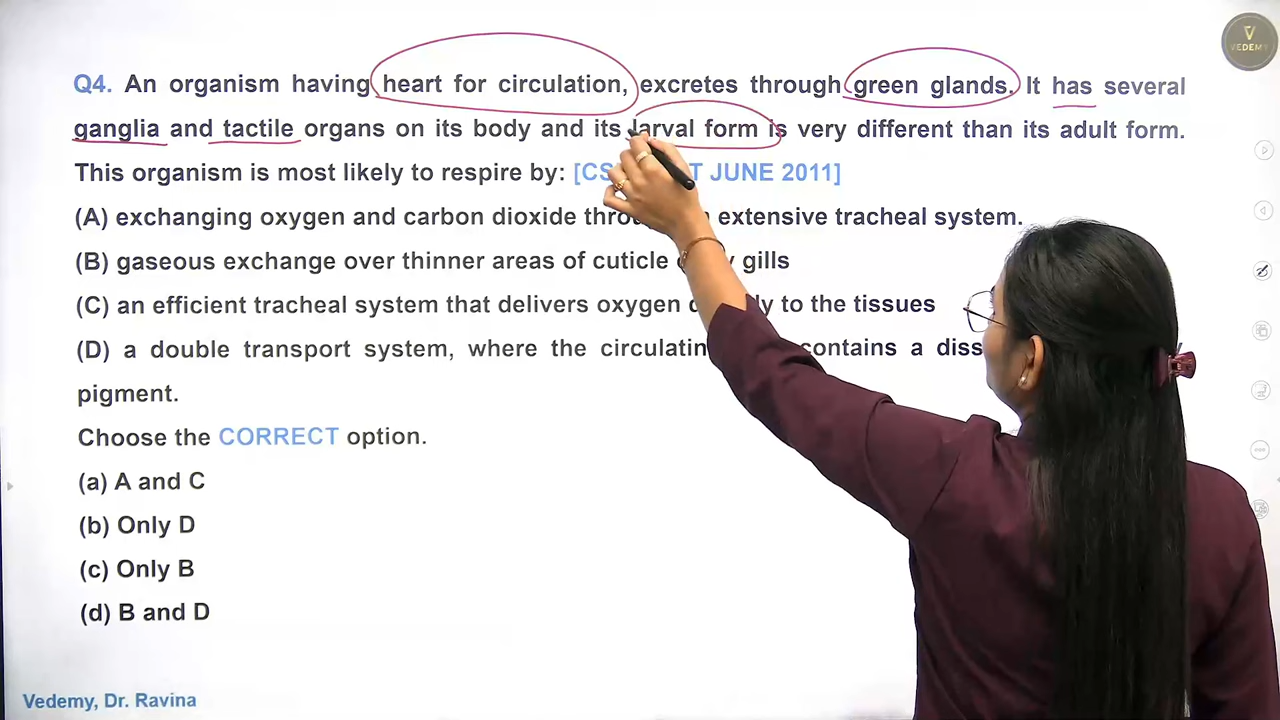 VEDEMY
Q4. An organism having heart for circulation, excretes through green glands. It has several
ganglia and tactile organs on its body and its larval form is very different than its adult form.
This organism is most likely to respire by: [CS T JUNE 2011]
(A) exchanging oxygen and carbon dioxide extensive tracheal system.
(B) gaseous exchange over thinner areas of cuticle gills
(C) an efficient tracheal system that delivers oxygen to the tissues
(D) a double transport system, where the contains a
pigment.
Choose the CORRECT option.
(a) A and C
(b) Only D
(c) Only B
(d) B and D
Vedemy, Dr. Ravina